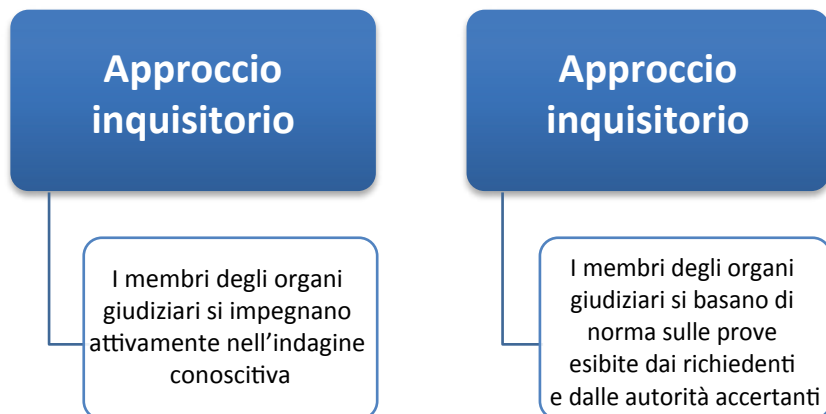 Approccio
inquisitorio
I membri degli organi
giudiziari si impegnano
attivamente nell'indagine
conoscitiva
Approccio
inquisitorio
I membri degli organi
giudiziari si basano di
norma sulle prove
esibite dai richiedenti
e dalle autorità accertanti